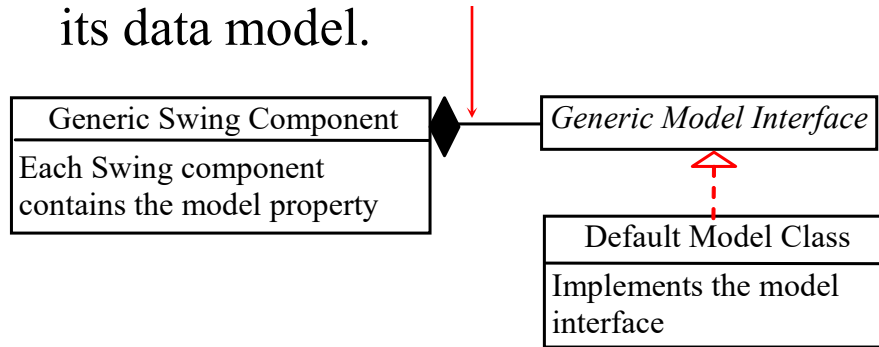 its data model.
Generic Swing Component
Each Swing component
contains the model property
Generic Model Interface
Default Model Class
Implements the model
interface